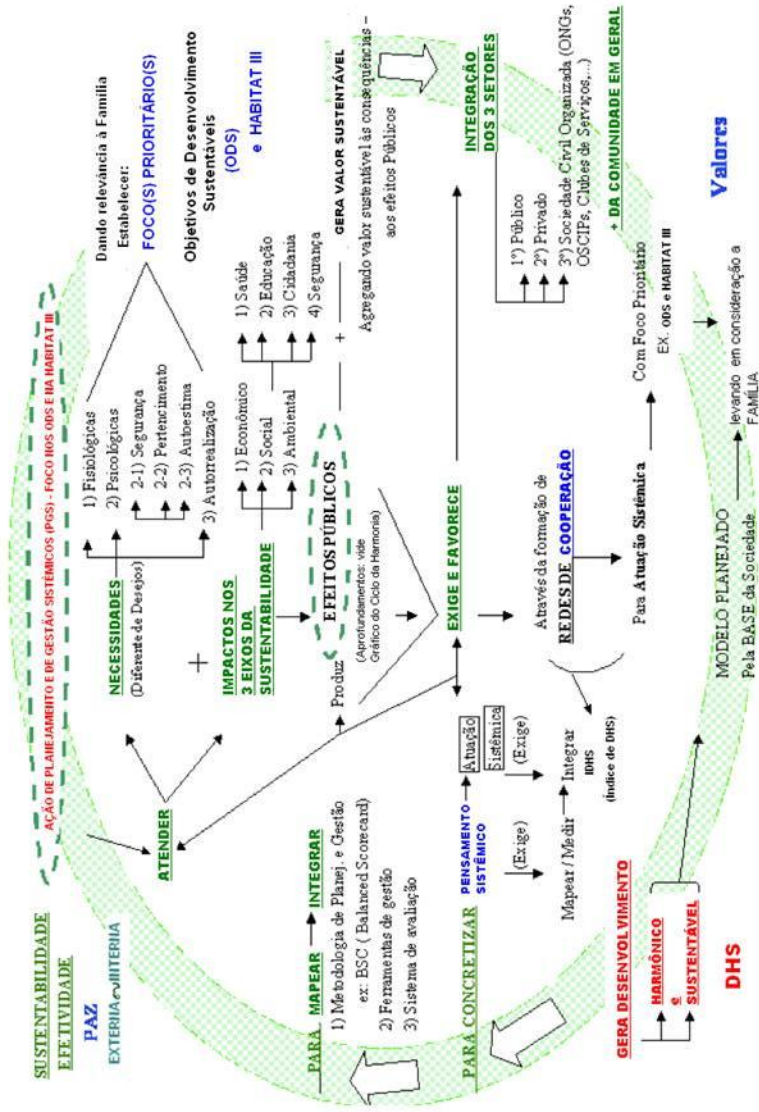 AÇÃO DE PLANEJAMENTO E DE GESTÃO SISTÊMICOS (PGS) - FOCO NOS ODS E NA HABITAT III
SUSTENTABILIDADE
EFETIVIDADE
PAZ
EXTERNA INTERNA
ATENDER
NECESSIDADES
(Diferente de Desejos)
+
IMPACTOS NOS
3 EIXOS DA
SUSTENTABILIDADE
1) Fisiológicas
2) Psicológicas
2-1) Segurança
2-2) Pertencimento
2-3) Autoestima
3) Autorrealização
Dando relevância à Família
Estabelecer:
FOCO(S) PRIORITÁRIO(S)
Objetivos de Desenvolvimento
Sustentáveis
(ODS)
e HABITAT III
1) Econômico
2) Social
3) Ambiental
1) Saúde
2) Educação
3) Cidadania
4) Segurança
PARA MAPEAR INTEGRAR
1) Metodologia de Planej. e Gestão
ex: BSC ( Balanced Scorecard)
2) Ferramentas de gestão
3) Sistema de avaliação
Produz
EFEITOS PÚBLICOS
(Aprofundamentos: vide
Gráfico do Ciclo da Harmonia)
+
GERA VALOR SUSTENTÁVEL
Agregando valor sustentável às consequências –
aos efeitos Públicos
PARA CONCRETIZAR
PENSAMENTO
SISTÊMICO
Atuação
Sistêmica
(Exige)
(Exige)
Mapear / Medir
Integrar
IDHS
(Índice de DHS)
EXIGE E FAVORECE
Através da formação de
REDES DE COOPERAÇÃO
Para Atuação Sistêmica
INTEGRAÇÃO
DOS 3 SETORES
1º) Público
2º) Privado
3º) Sociedade Civil Organizada (ONGs,
OSCIPs, Clubes de Serviços,...)
+ DA COMUNIDADE EM GERAL
Com Foco Prioritário
EX. ODS e HABITAT III
GERA DESENVOLVIMENTO
HARMÔNICO
e
SUSTENTÁVEL
DHS
MODELO PLANEJADO
Pela BASE da Sociedade
levando em consideração a
FAMÍLIA
Valores